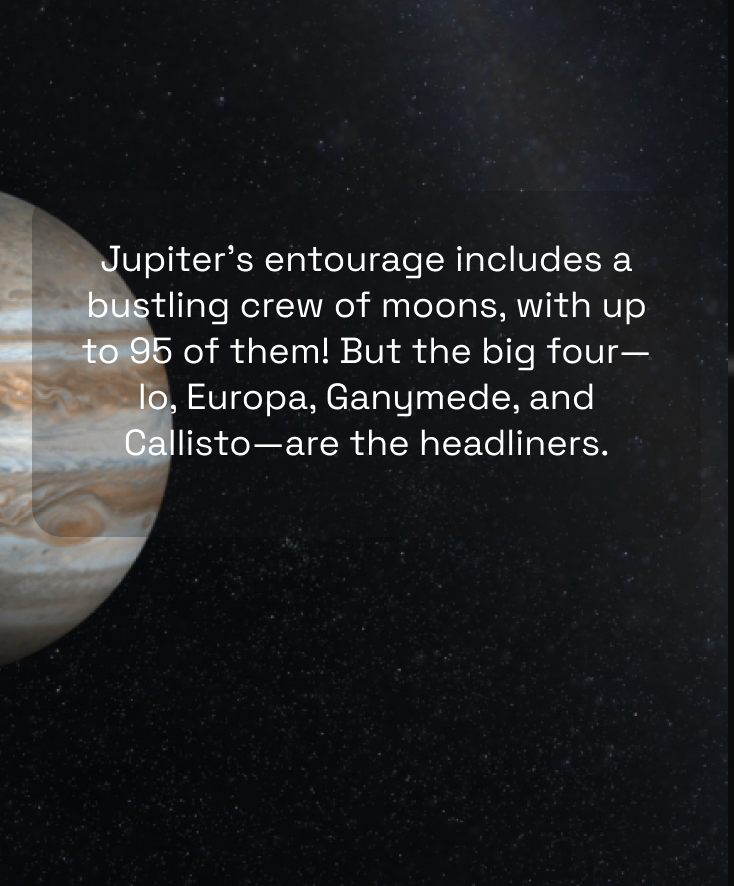 Jupiter’s entourage includes a
bustling crew of moons, with up
to 95 of them! But the big four—
Io, Europa, Ganymede, and
Callisto—are the headliners.